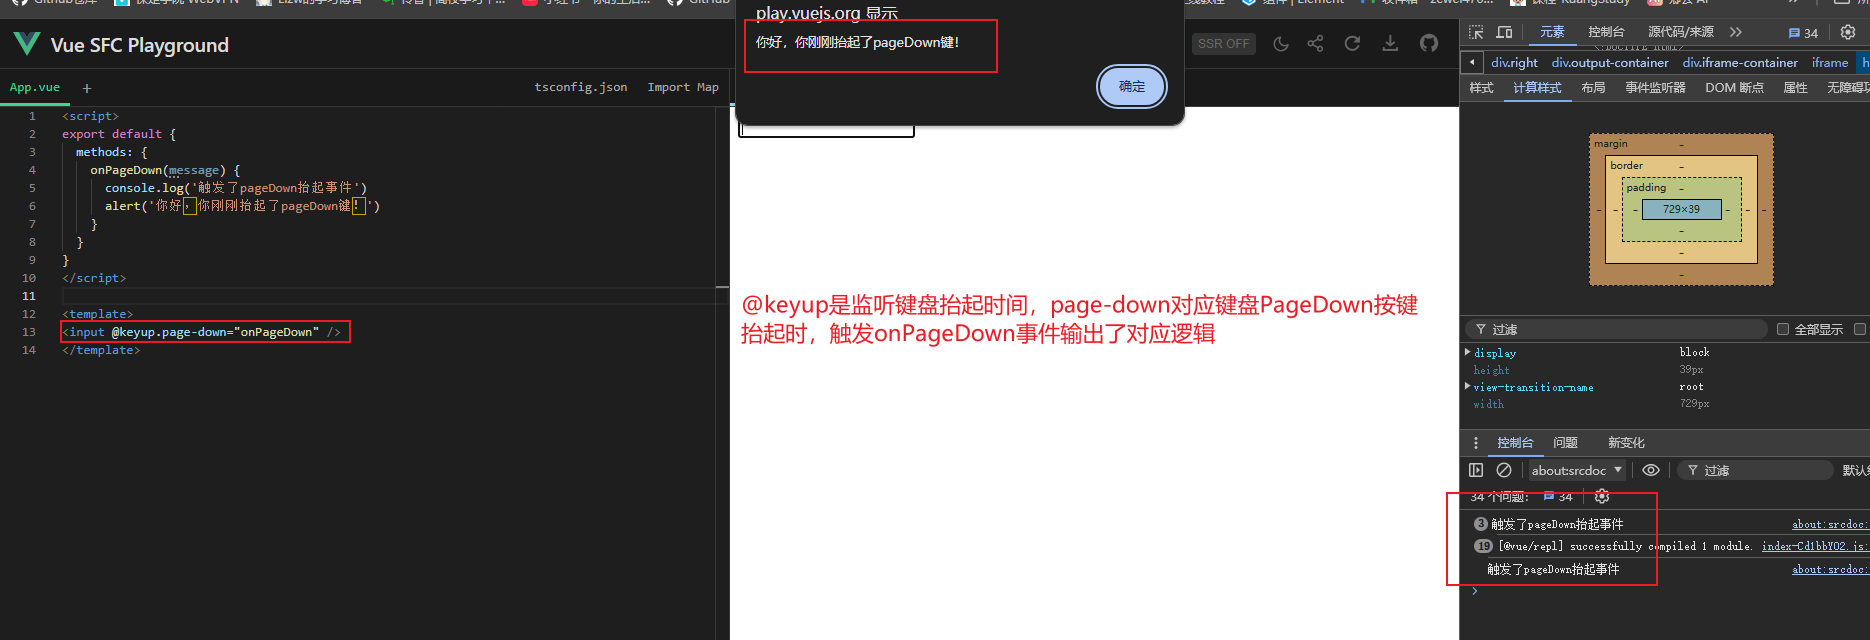 play.vuejs.org 显示
你好，你刚刚抬起了pageDown键！
确定
Vue SFC Playground
SSR OFF
App.vue
+
tsconfig.json
Import Map
1 <script>
2 export default {
3 methods: {
4 onPageDown(message) {
5 console.log('触发了pageDown抬起事件')
6 alert('你好，你刚刚抬起了pageDown键！')
7 }
8 }
9 }
10 </script>
11
12 <template>
13 <input @keyup.page-down="onPageDown" />
14 </template>
@keyup是监听键盘抬起时间，page-down对应键盘PageDown按键
抬起时，触发onPageDown事件输出了对应逻辑
元素 控制台 源代码/来源 34
div.right div.output-container div.iframe-container iframe
样式 计算样式 布局 事件监听器 DOM 断点 属性
margin -
border -
padding -
- - - 729×39 - - -
-
-
-
过滤 全部显示
display block
height 39px
view-transition-name root
width 729px
控制台 问题 新变化
about:srcdoc 过滤
34 个问题: 34
3 触发了pageDown抬起事件 about:srcdoc:
19 [@vue/repl] successfully compiled 1 module. index-Cd1bbY02.js:
触发了pageDown抬起事件 about:srcdoc: